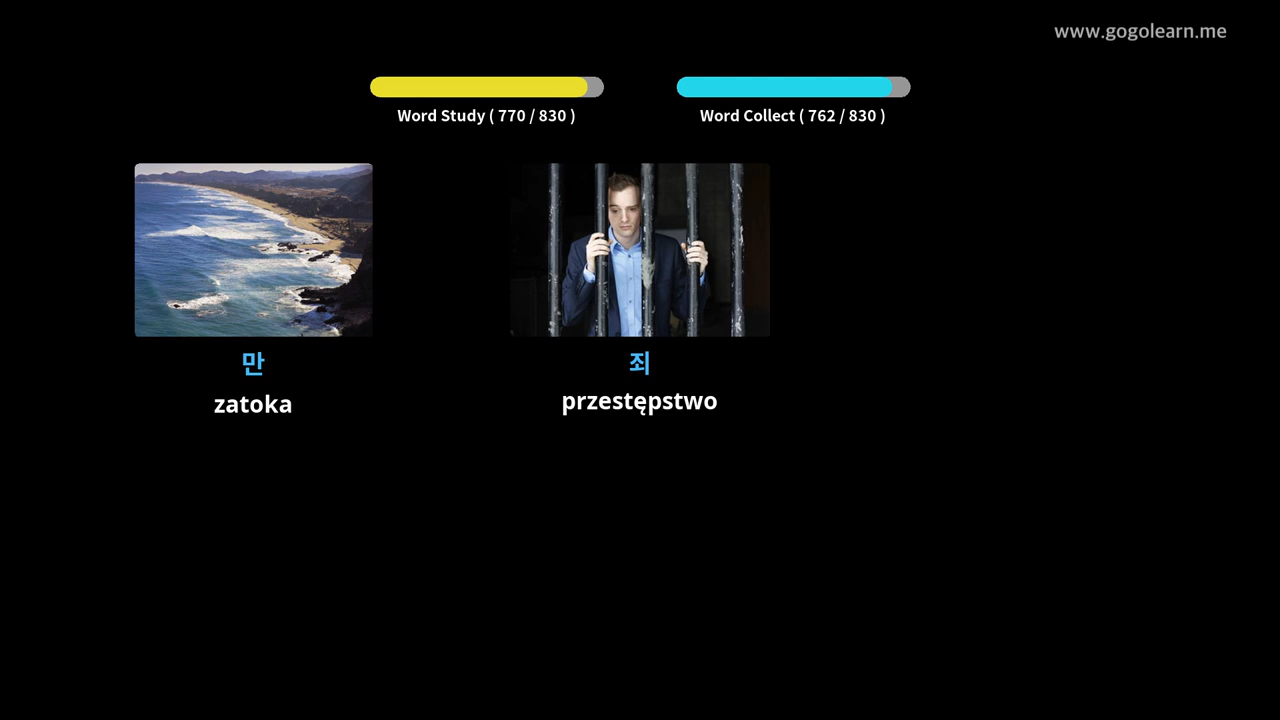 www.gogolearn.me
Word Study ( 770 / 830 )
Word Collect ( 762 / 830 )
만
zatoka
죄
przestępstwo